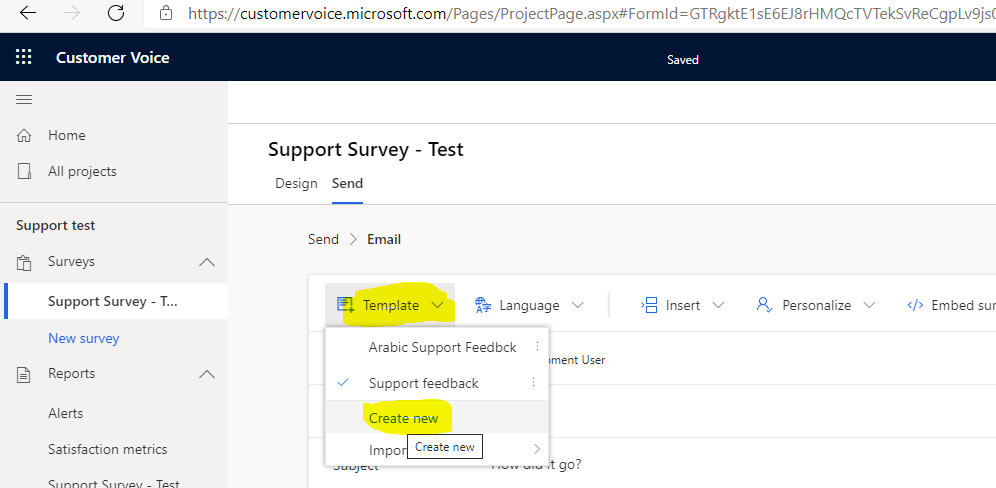 https://customervoice.microsoft.com/Pages/ProjectPage.aspx#FormId=GTRgktE1sE6EJ8rHMQcTVTekSvReCgpLv9js0
Customer Voice
Saved
Home
All projects
Support test
Surveys
Support Survey - T...
New survey
Reports
Alerts
Satisfaction metrics
Support Survey - Test
Support Survey - Test
Design Send
Send > Email
Template Language Insert Personalize </> Embed sur
Arabic Support Feedbck
Support feedback
Create new
Impor
Create new
pment User
Subject How did it go?